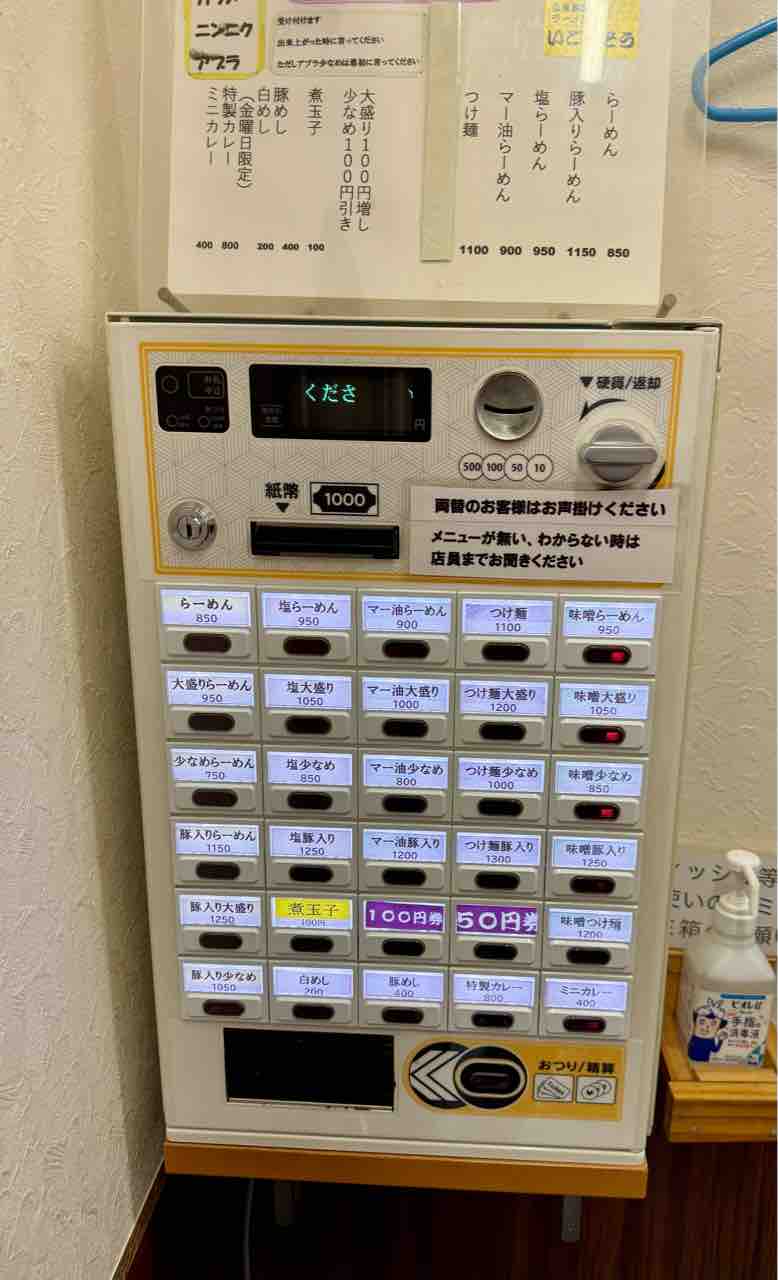 ニンニク
アブラ
受け付けます
出来上がった時に言ってください
ただしアブラ少なめは最初に言ってください
らーめん 850
豚入りらーめん 1150
塩らーめん 950
マー油らーめん 900
つけ麺 1100
大盛り100円増し
少なめ100円引き
煮玉子 100
豚めし 400
白めし 200
(金曜日限定)
特製カレー 800
ミニカレー 400
くださ
円
▼硬貨/返却
500 100 50 10
紙幣
▼
1000
両替のお客様はお声掛けください
メニューが無い、わからない時は
店員までお聞きください
らーめん
850
塩らーめん
950
マー油らーめん
900
つけ麺
1100
味噌らーめん
950
大盛りらーめん
950
塩大盛り
1050
マー油大盛り
1000
つけ麺大盛り
1200
味噌大盛り
1050
少なめらーめん
750
塩少なめ
850
マー油少なめ
800
つけ麺少なめ
1000
味噌少なめ
850
豚入りらーめん
1150
塩豚入り
1250
マー油豚入り
1200
つけ麺豚入り
1300
味噌豚入り
1250
豚入り大盛り
1250
煮玉子
100円
100円券
50円券
味噌つけ麺
1200
豚入り少なめ
1050
白めし
200
豚めし
400
特製カレー
800
ミニカレー
400
おつり/精算
ビオレu
手指の
消毒液